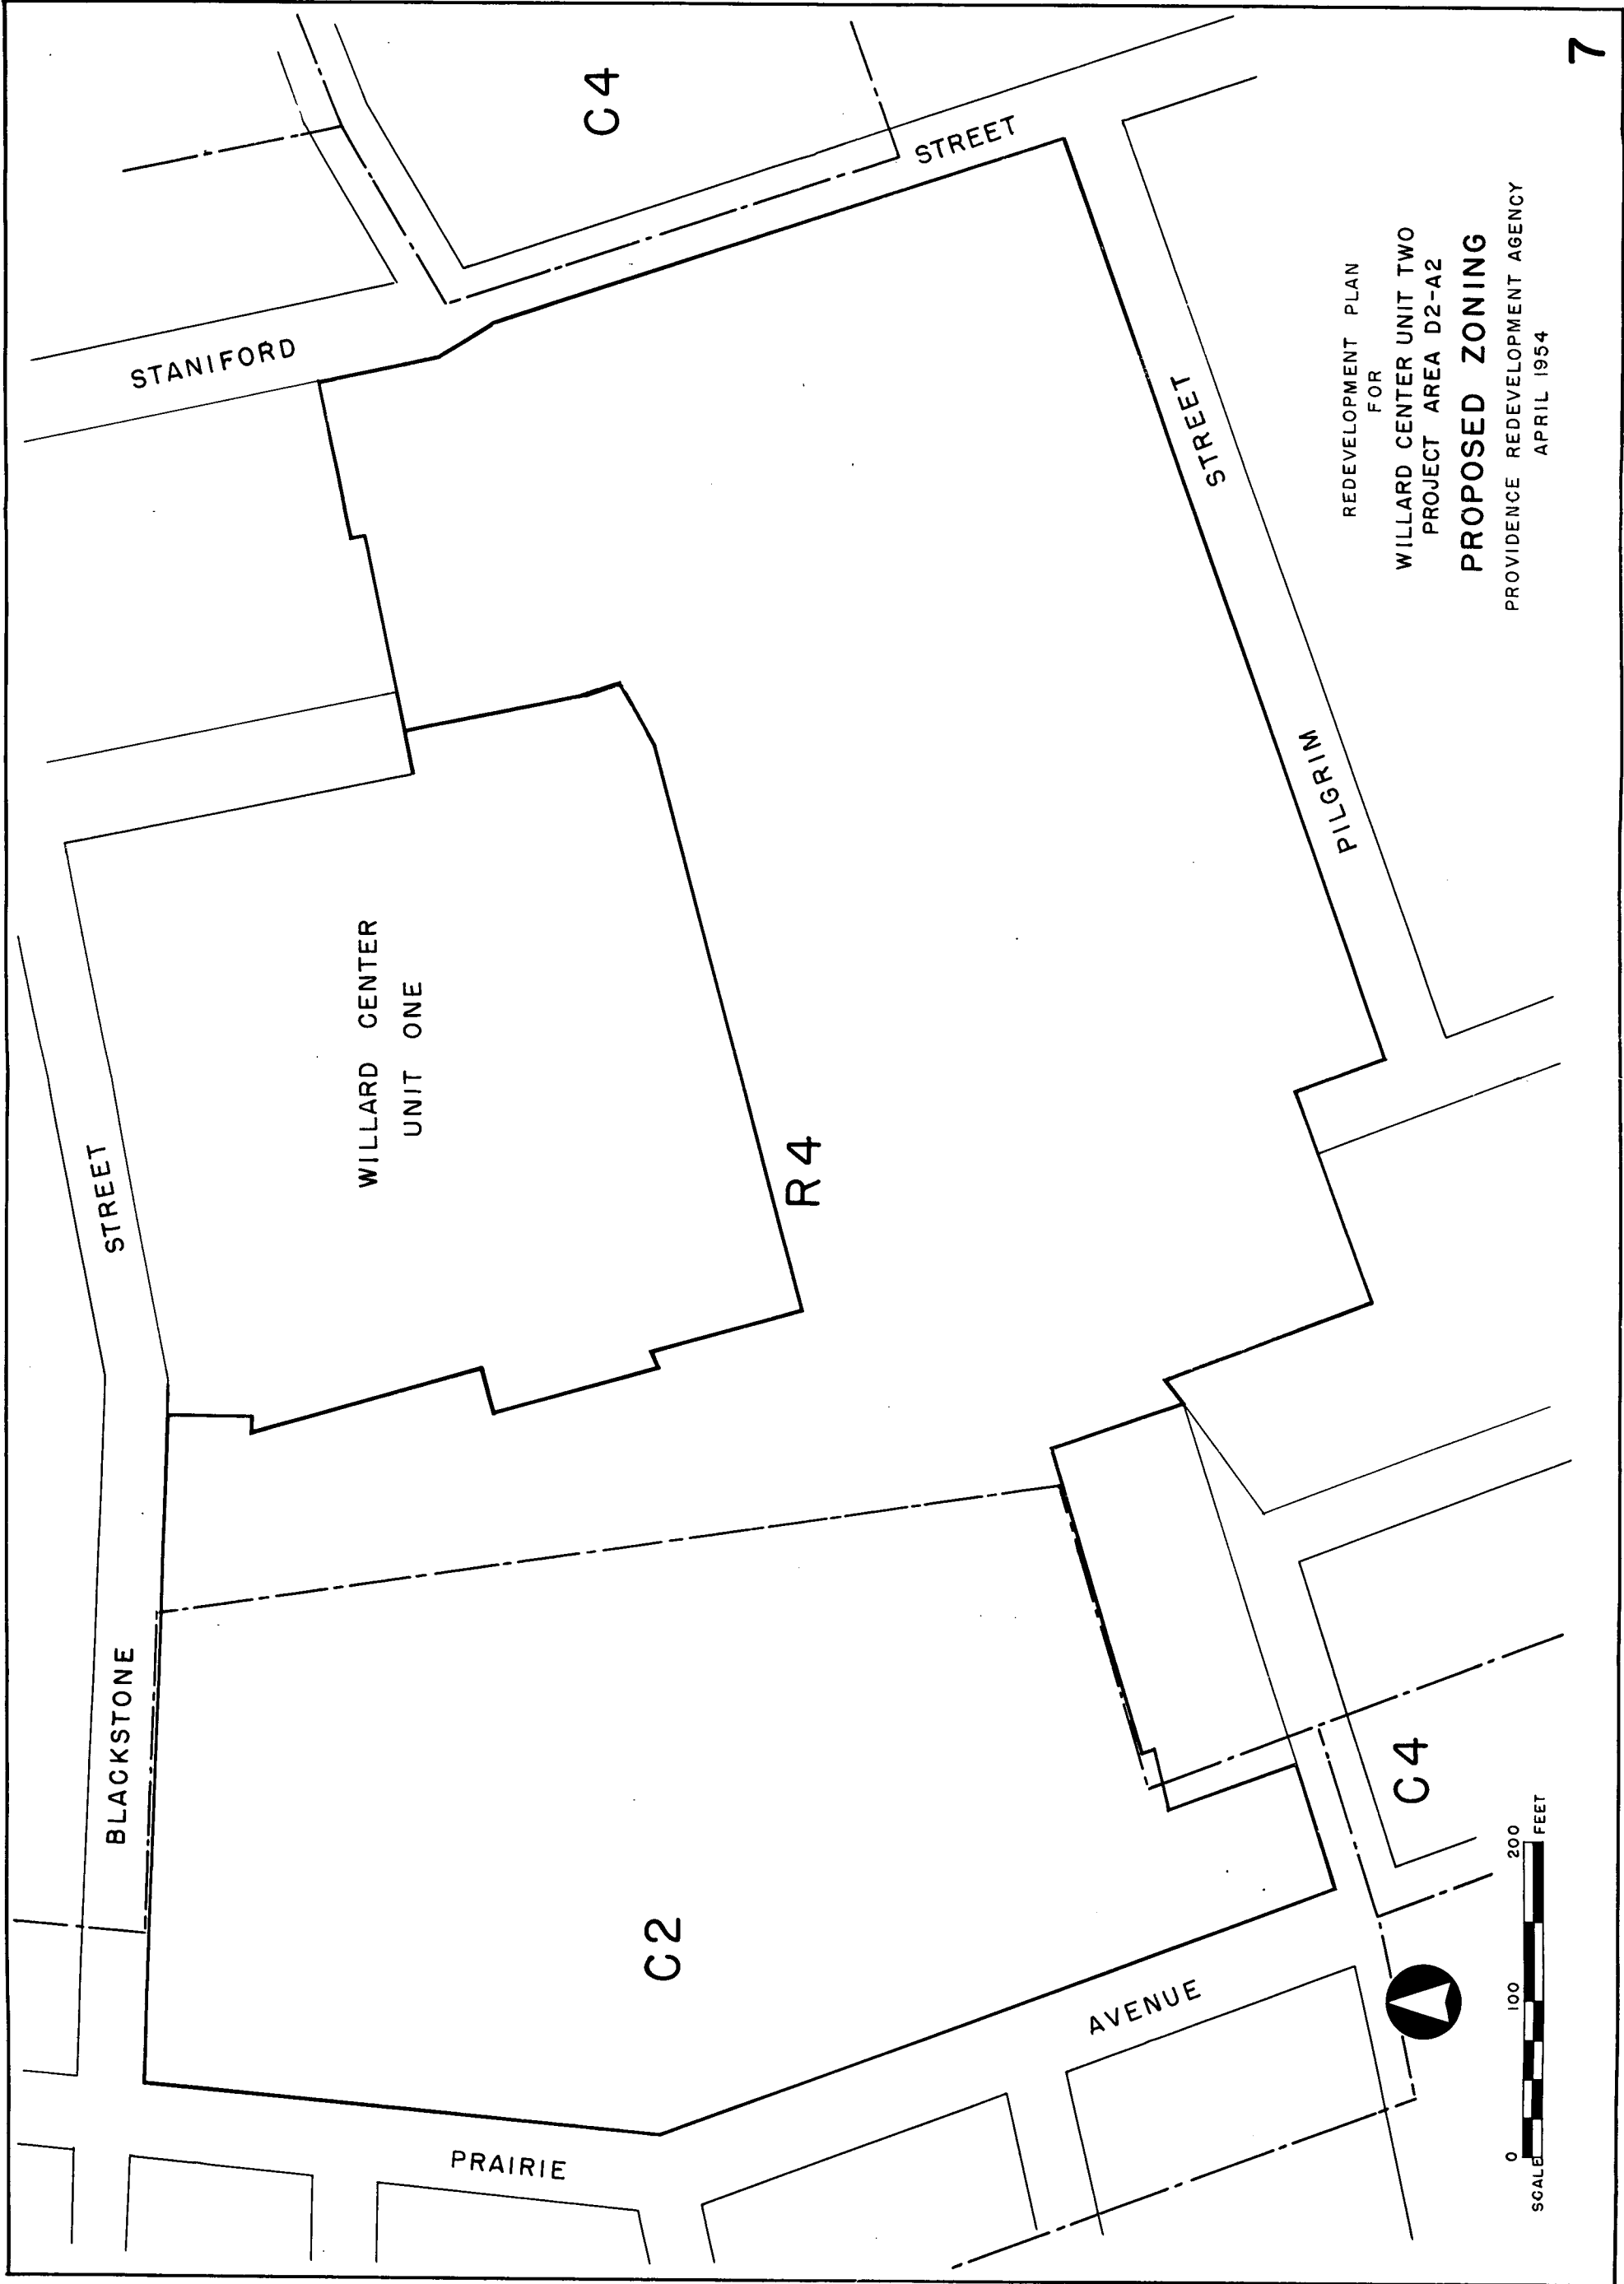 BLACKSTONE STREET
STANIFORD STREET
PRAIRIE AVENUE
PILGRIM STREET
WILLARD CENTER
UNIT ONE
C4
R4
C2
C4
REDEVELOPMENT PLAN
FOR
WILLARD CENTER UNIT TWO
PROJECT AREA D2-A2
PROPOSED ZONING
PROVIDENCE REDEVELOPMENT AGENCY
APRIL 1954
0 100 200
SCALE FEET
7